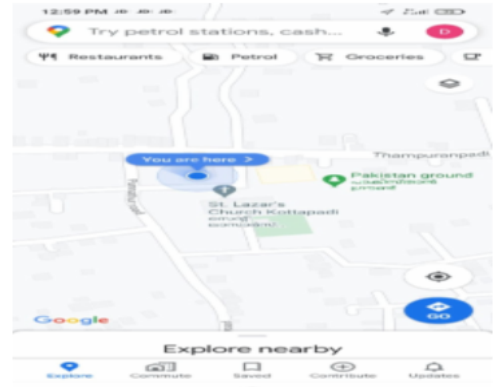 12:59 PM
Try petrol stations, cash...
D
Restaurants
Petrol
Groceries
You are here >
Thampuranpadi
Pakistan ground
St. Lazar's
Church Kottapadi
Google
GO
Explore nearby
Explore
Commute
Saved
Contribute
Updates